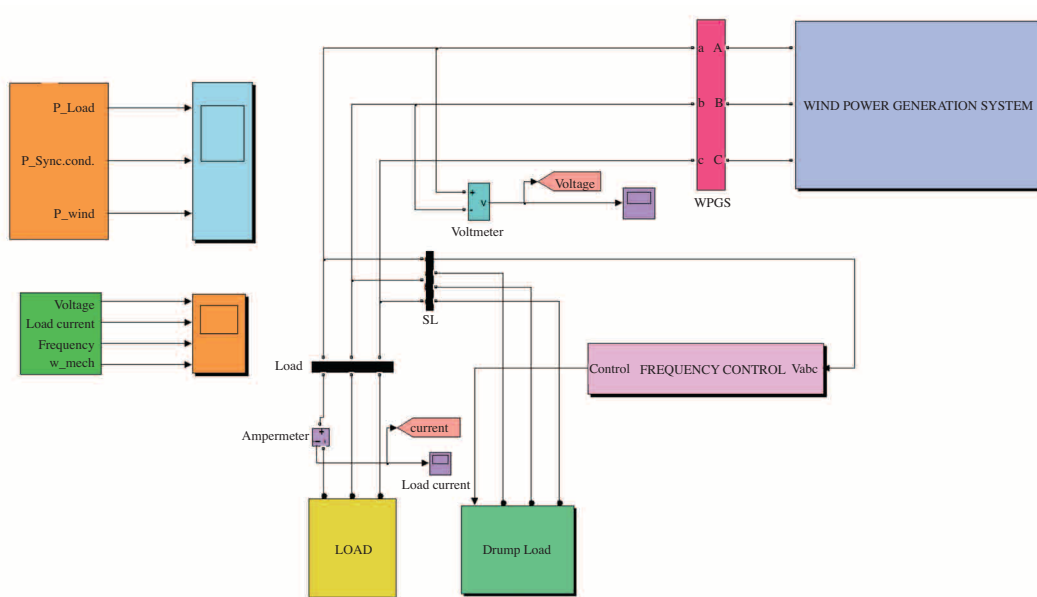 P_Load
P_Sync.cond.
P_wind
Voltage
Load current
Frequency
w_mech
a A
b B
c C
WPGS
WIND POWER GENERATION SYSTEM
Voltage
+
-
v
Voltmeter
SL
Load
Control FREQUENCY CONTROL Vabc
Ampermeter
+
−
i
current
Load current
LOAD
Drump Load